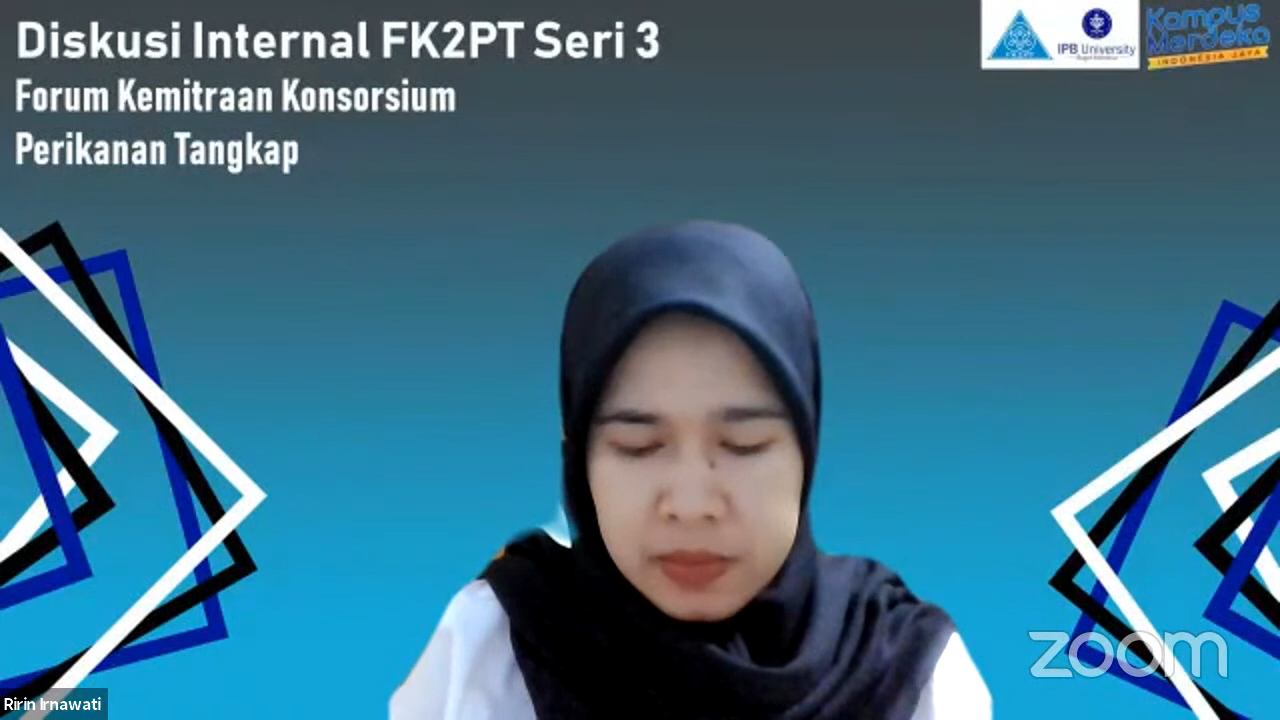 Diskusi Internal FK2PT Seri 3
Forum Kemitraan Konsorsium
Perikanan Tangkap
IPB University
Kampus
Merdeka
INDONESIA JAYA
zoom
Ririn Irnawati